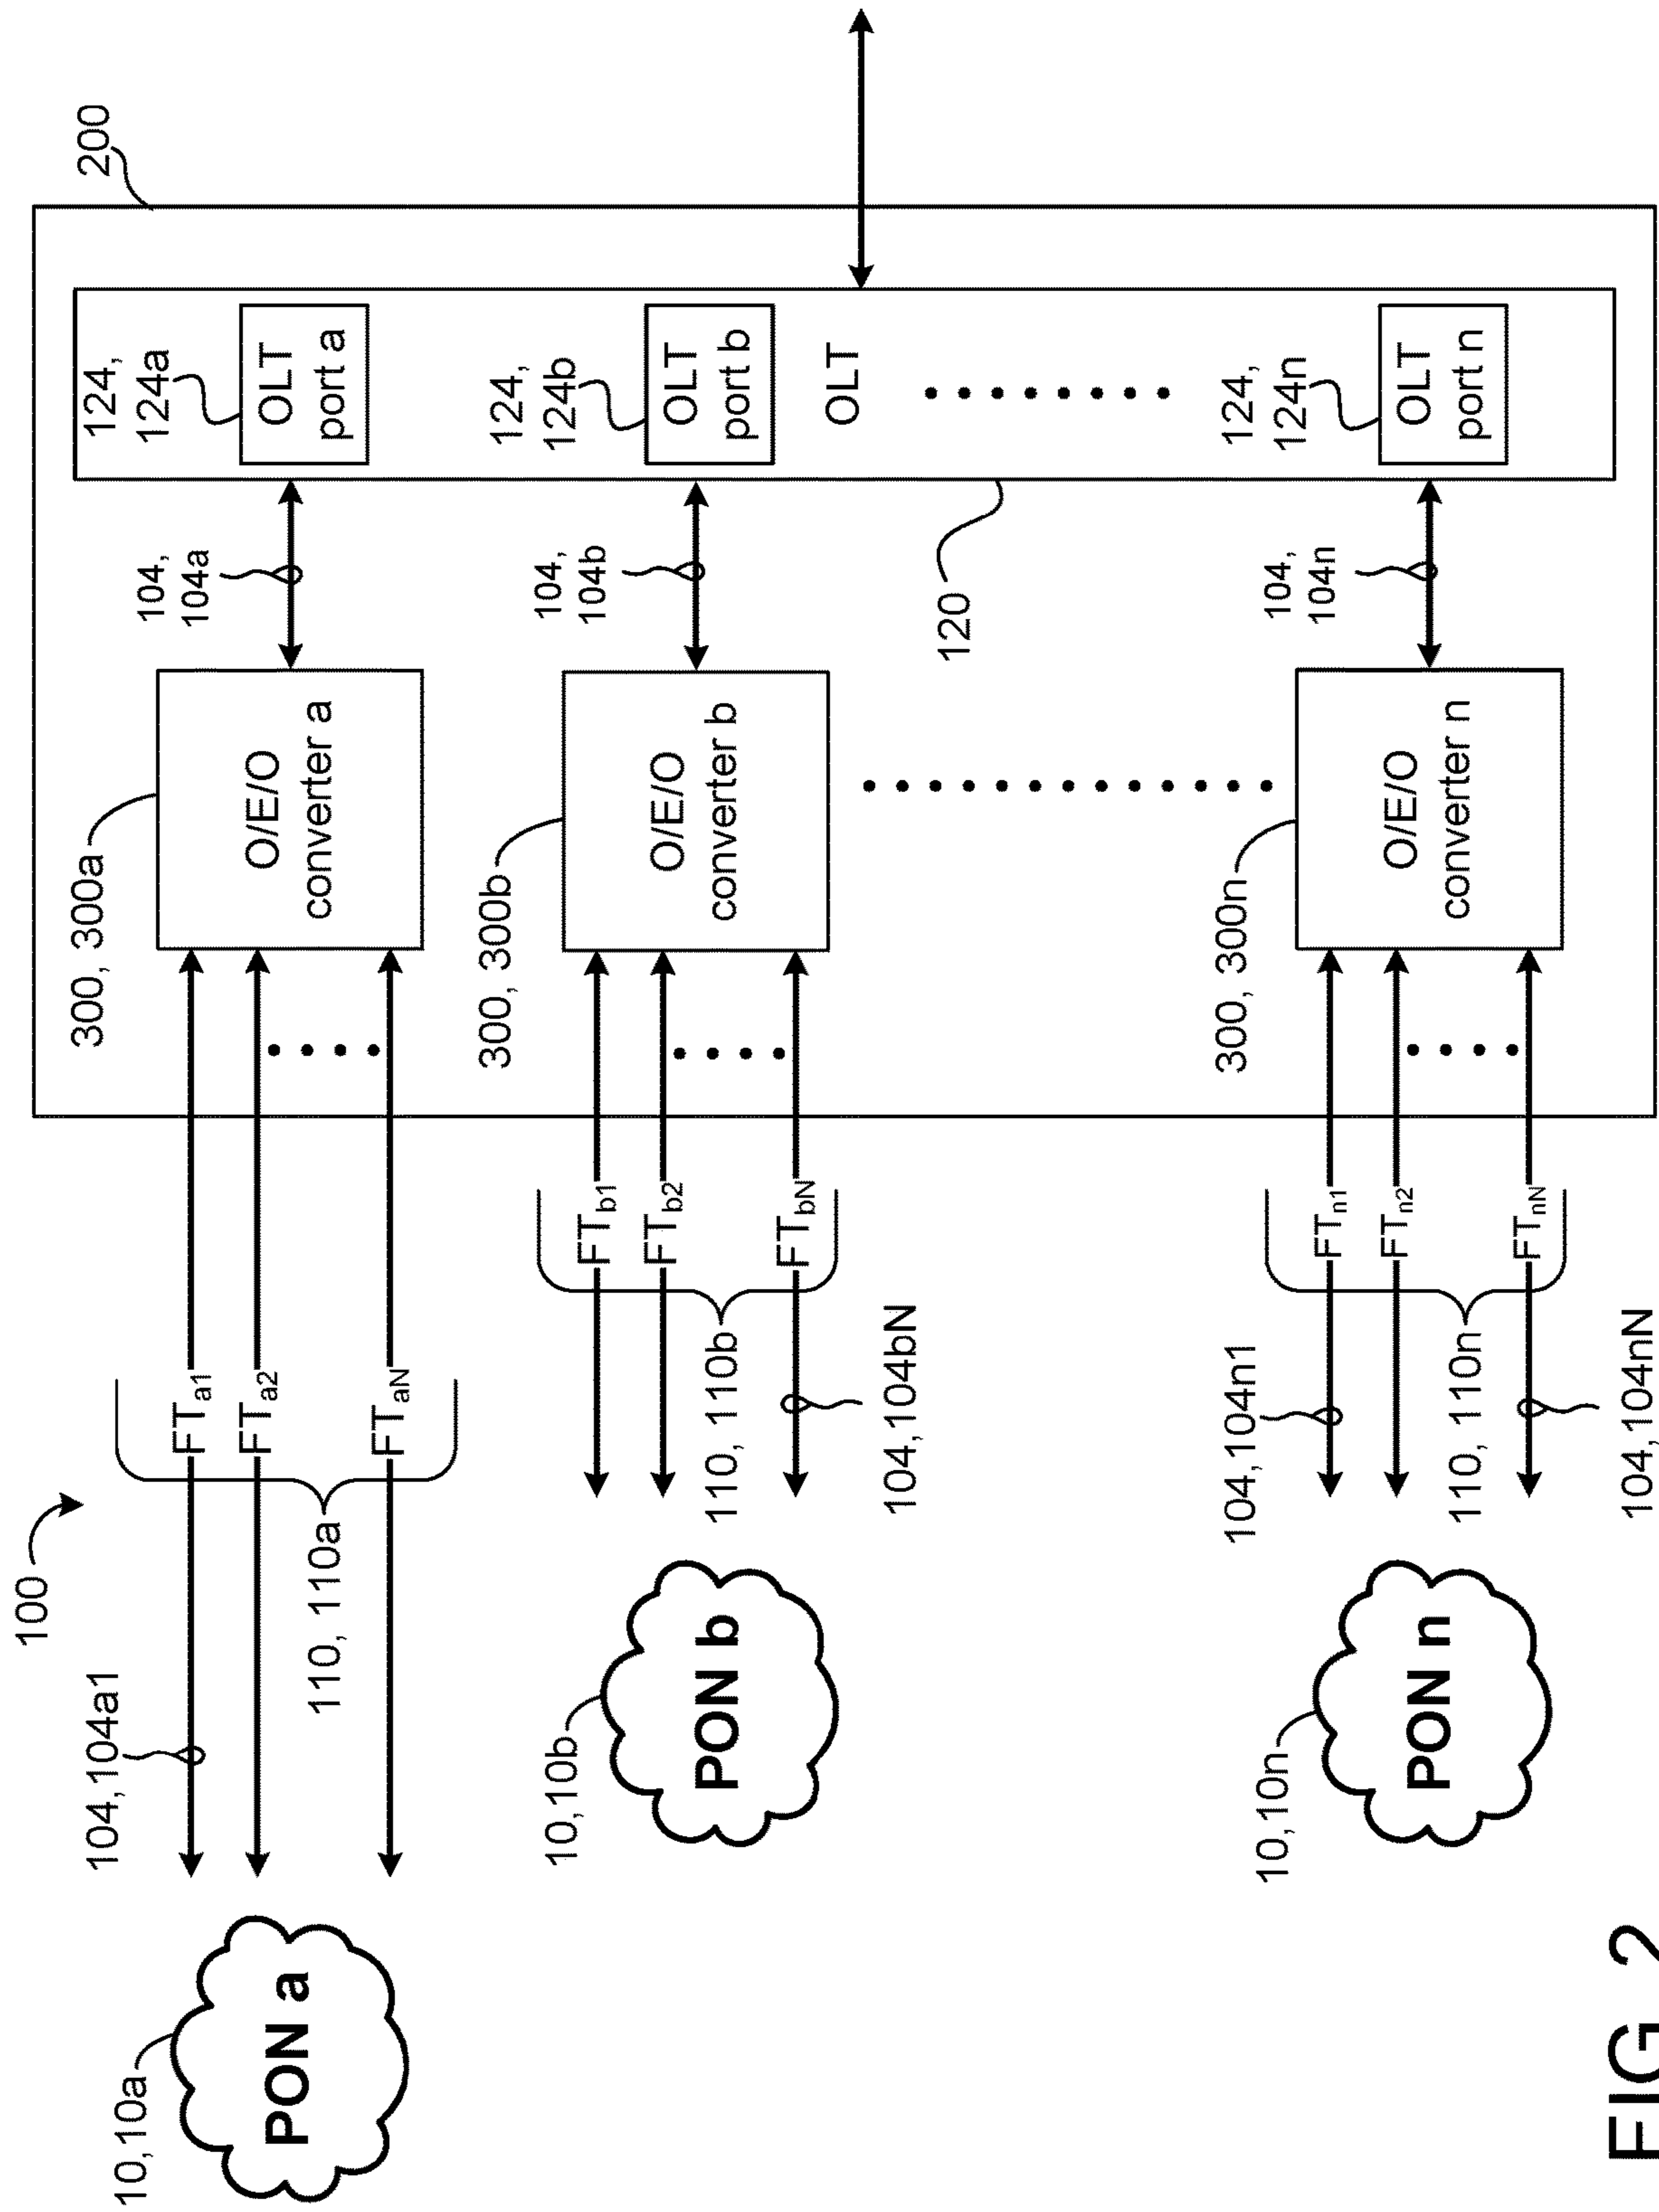 100
200
10,10a
PON a
104,104a1
110, 110a
FTa1
FTa2
FTaN
300, 300a
O/E/O
converter a
104,
104a
124,
124a
OLT
port a
10,10b
PON b
110, 110b
104,104bN
FTb1
FTb2
FTbN
300, 300b
O/E/O
converter b
104,
104b
124,
124b
OLT
port b
OLT
120
10,10n
PON n
104,104n1
110, 110n
104,104nN
FTn1
FTn2
FTnN
300, 300n
O/E/O
converter n
104,
104n
124,
124n
OLT
port n
FIG. 2